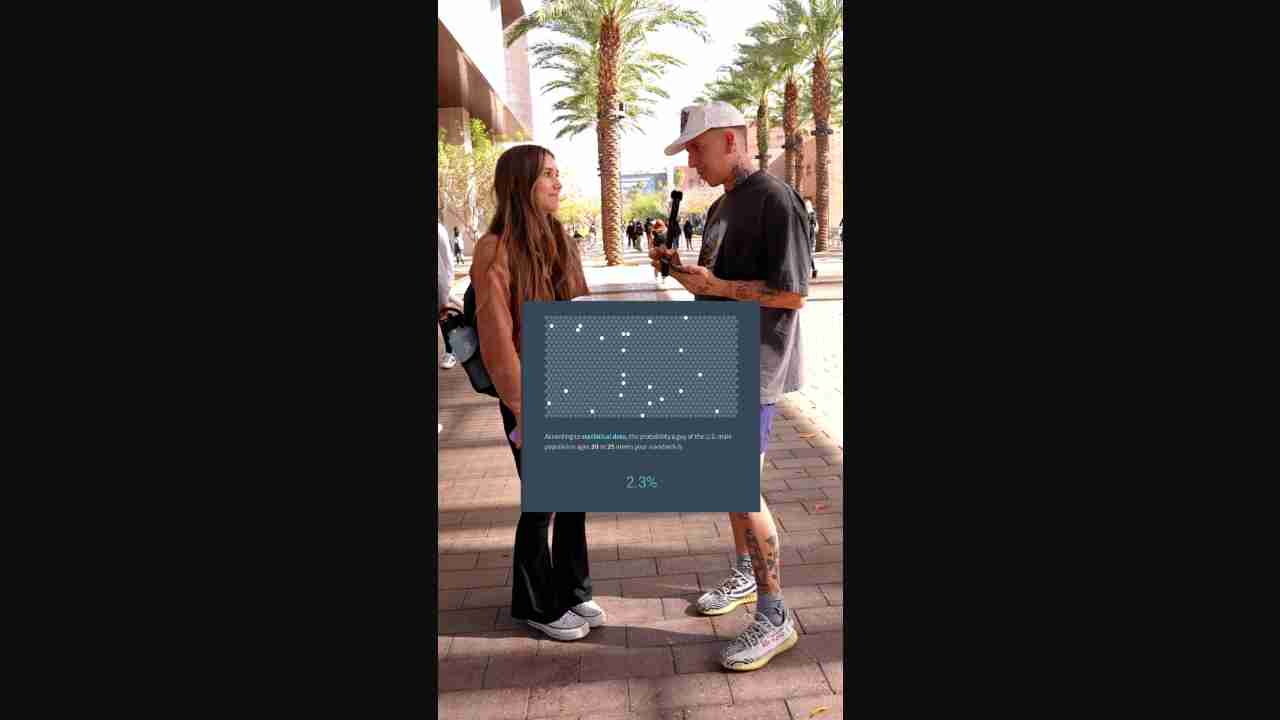 According to statistical data, the probability a guy of the U.S. male
population ages 20 to 25 meets your standards is
2.3%